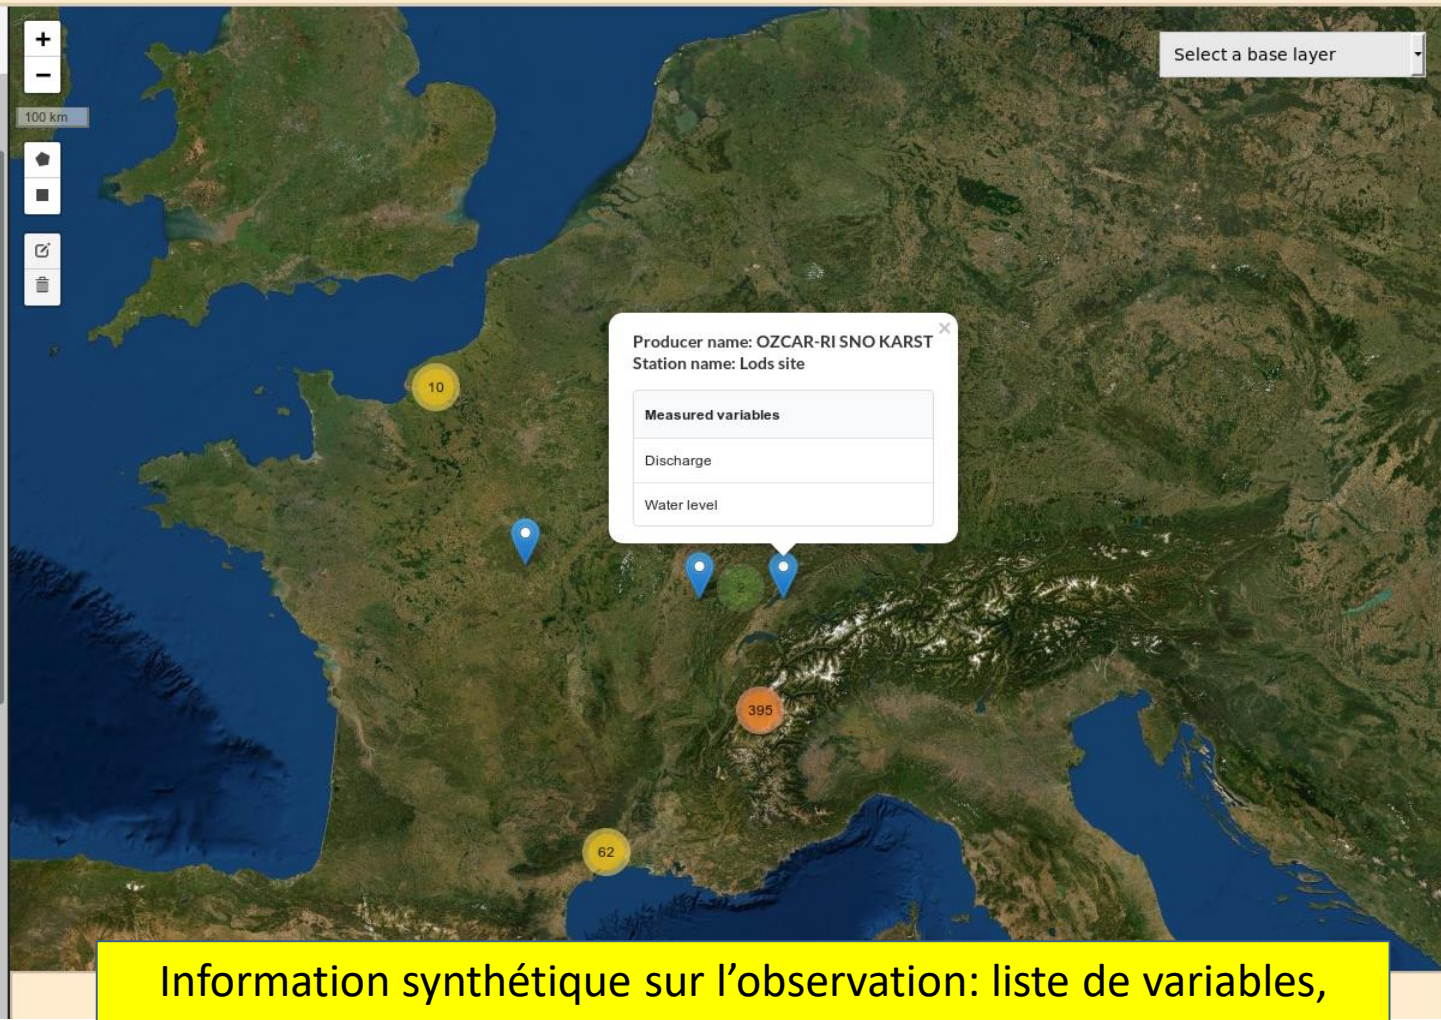 +
−
100 km
Select a base layer
Producer name: OZCAR-RI SNO KARST
Station name: Lods site
×
Measured variables
Discharge
Water level
10
395
62
Information synthétique sur l’observation: liste de variables,